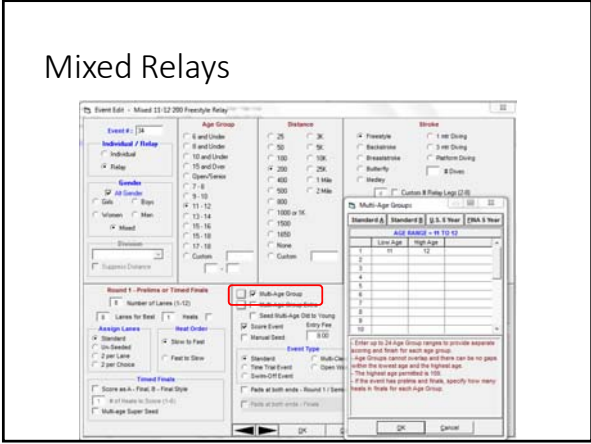 Mixed Relays
Event Edit - Mixed 11-12 200 Freestyle Relay
Event #: 34
Individual / Relay
Individual
Relay
Gender
All Gender
Girls Boys
Women Men
Mixed
Division
Suppress Distance
Age Group
6 and Under
8 and Under
10 and Under
15 and Over
Open/Senior
7 - 8
9 - 10
11 - 12
13 - 14
15 - 16
15 - 18
17 - 18
Custom
-
Distance
25 3K
50 5K
100 10K
200 25K
400 1 Mile
500 2 Mile
800
1000 or 1K
1500
1650
None
Custom
Stroke
Freestyle 1 mtr Diving
Backstroke 3 mtr Diving
Breaststroke Platform Diving
Butterfly # Dives
Medley
4 Custom # Relay Legs (2-8)
Multi-Age Groups
Standard A Standard B U.S. S Year FINA 5 Year
AGE RANGE = 11 TO 12
Low Age High Age
1 11 12
2
3
4
5
6
7
8
9
10
- Enter up to 24 Age Group ranges to provide separate
scoring and finish for each age group.
- Age Groups cannot overlap and there can be no gaps
within the lowest age and the highest age.
- The highest age permitted is 109.
- If the event has prelims and finals, specify how many
heats in finals for each Age Group.
OK Cancel
Round 1 - Prelims or Timed Finals
8 Number of Lanes (1-12)
8 Lanes for Seed 1 Heats
Assign Lanes
Standard
Un-Seeded
2 per Lane
2 per Choice
Heat Order
Slow to Fast
Fast to Slow
Timed Finals
Score as A - Final, B - Final Style
1 # of Heats to Score (1-6)
Multi-age Super Seed
Multi-Age Group
Multi-Age Group Extra
Seed Multi-Age Old to Young
Score Event Entry Fee
Manual Seed 8.00
Event Type
Standard
Time Trial Event
Swim-Off Event
Pads at both ends - Round 1 / Semi
Pads at both ends - Finals
OK